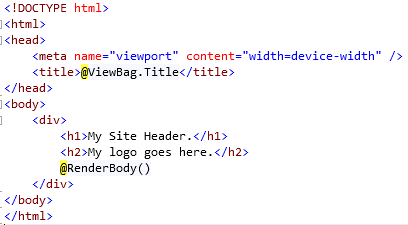 <!DOCTYPE html>
<html>
<head>
    <meta name="viewport" content="width=device-width" />
    <title>@ViewBag.Title</title>
</head>
<body>
    <div>
        <h1>My Site Header.</h1>
        <h2>My logo goes here.</h2>
        @RenderBody()
    </div>
</body>
</html>